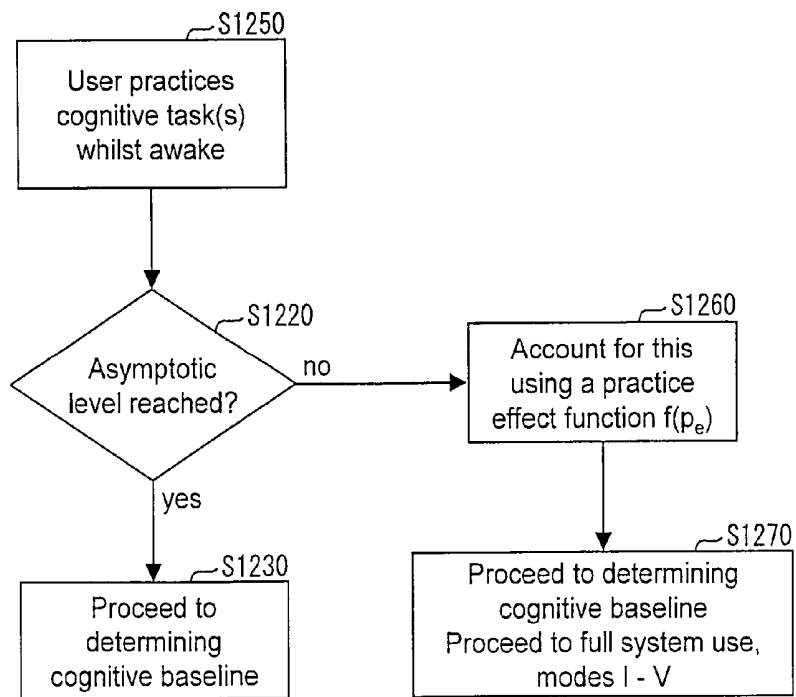 S1250
User practices
cognitive task(s)
whilst awake
S1220
Asymptotic
level reached?
no
yes
S1260
Account for this
using a practice
effect function f(pe)
S1230
Proceed to
determining
cognitive baseline
S1270
Proceed to determining
cognitive baseline
Proceed to full system use,
modes I - V